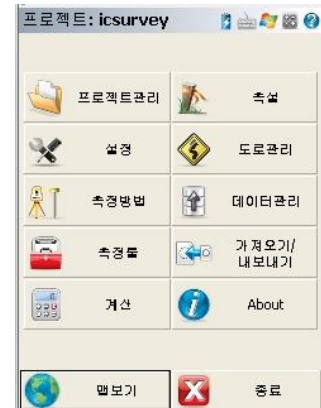 프로젝트: icsurvey
프로젝트관리
측설
설정
도로관리
측정방법
데이터관리
측정툴
가져오기/
내보내기
계산
About
맵보기
종료